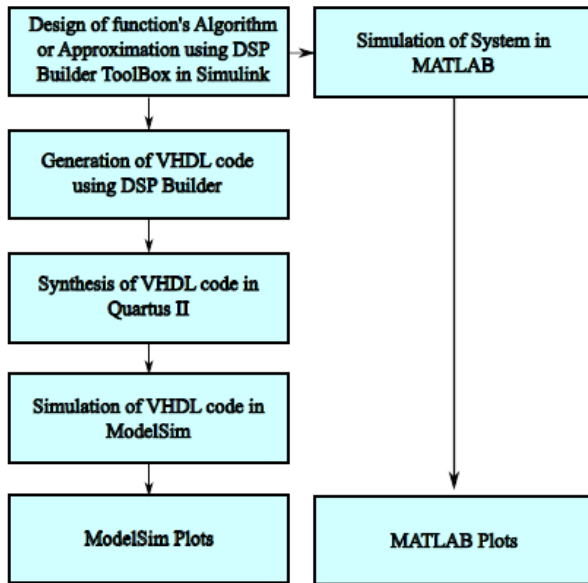 Design of function's Algorithm
or Approximation using DSP
Builder ToolBox in Simulink
Simulation of System in
MATLAB
Generation of VHDL code
using DSP Builder
Synthesis of VHDL code in
Quartus II
Simulation of VHDL code in
ModelSim
ModelSim Plots
MATLAB Plots